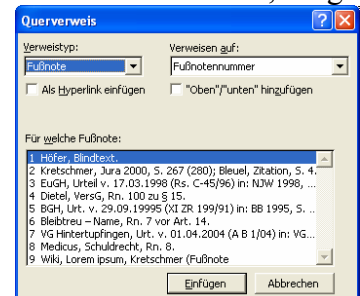 Querverweis
Verweistyp: Verweisen auf:
Fußnote Fußnotennummer
Als Hyperlink einfügen "Oben"/"unten" hinzufügen
Für welche Fußnote:
1 Höfer, Blindtext.
2 Kretschmer, Jura 2000, S. 267 (280); Bleuel, Zitation, S. 4.
3 EuGH, Urteil v. 17.03.1998 (Rs. C-45/96) in: NJW 1998, ...
4 Dietel, VersG, Rn. 100 zu § 15.
5 BGH, Urt. v. 29.09.19995 (XI ZR 199/91) in: BB 1995, S. ..
6 Bleibtreu – Name, Rn. 7 vor Art. 14.
7 VG Hintertupfingen, Urt. v. 01.04.2004 (A B 1/04) in: VG...
8 Medicus, Schuldrecht, Rn. 8.
9 Wiki, Lorem ipsum, Kretschmer (Fußnote
Einfügen Abbrechen